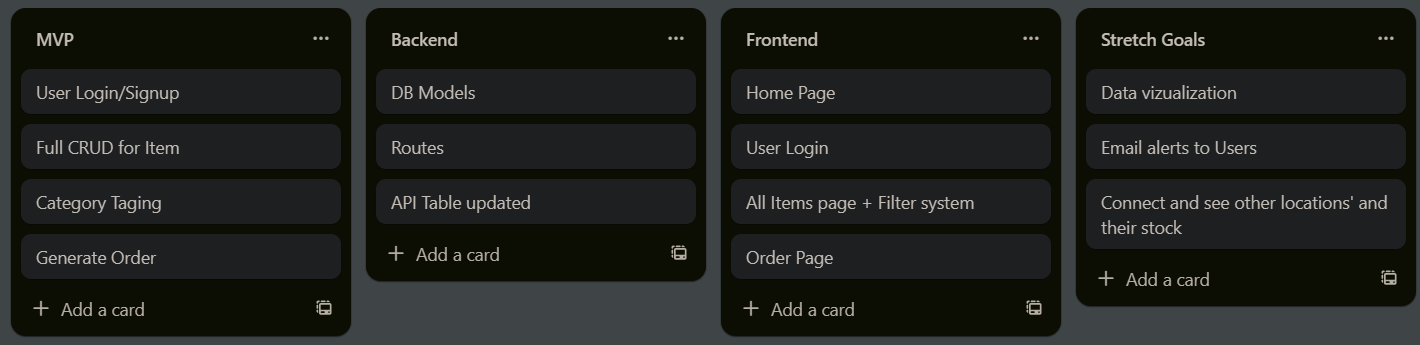 MVP
User Login/Signup
Full CRUD for Item
Category Taging
Generate Order
Add a card
Backend
DB Models
Routes
API Table updated
Add a card
Frontend
Home Page
User Login
All Items page + Filter system
Order Page
Add a card
Stretch Goals
Data vizualization
Email alerts to Users
Connect and see other locations' and
their stock
Add a card